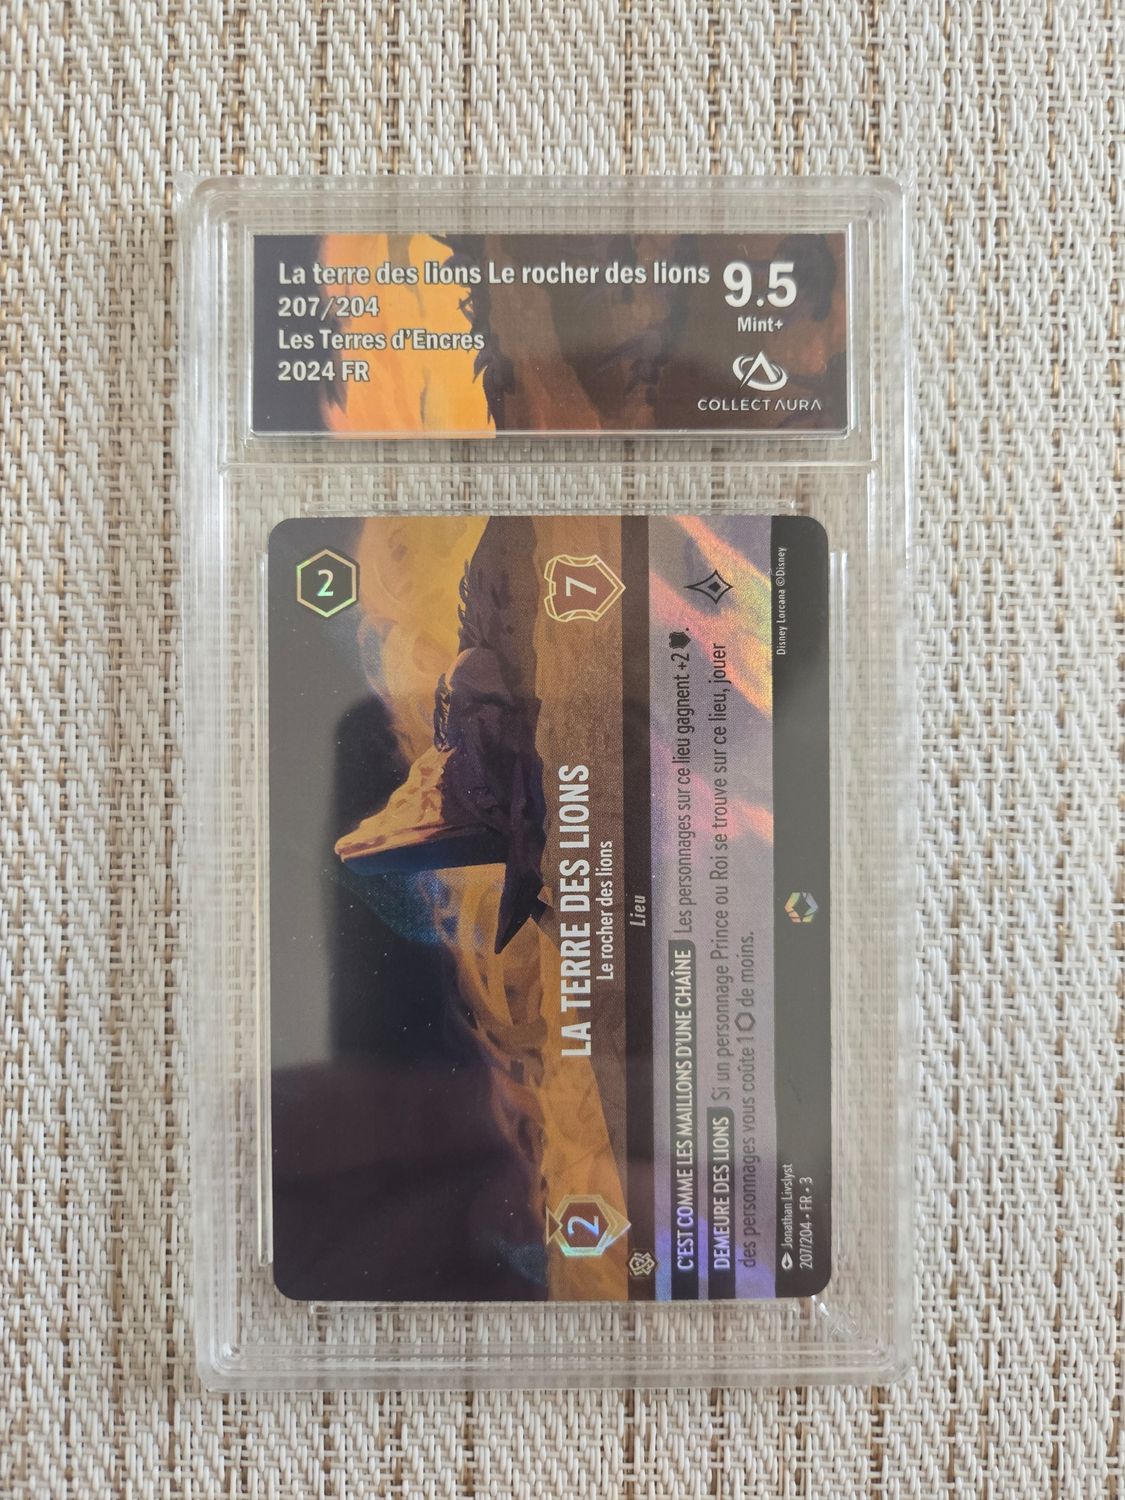 La terre des lions Le rocher des lions
207/204
Les Terres d'Encres
2024 FR
9.5
Mint+
COLLECT AURA
2
2
LA TERRE DES LIONS
Le rocher des lions
7
Lieu
C'EST COMME LES MAILLONS D'UNE CHAÎNE Les personnages sur ce lieu gagnent +2.
DEMEURE DES LIONS Si un personnage Prince ou Roi se trouve sur ce lieu, jouer
des personnages vous coûte 1 de moins.
Jonathan Livslyst
207/204 • FR • 3
Disney Lorcana ©Disney